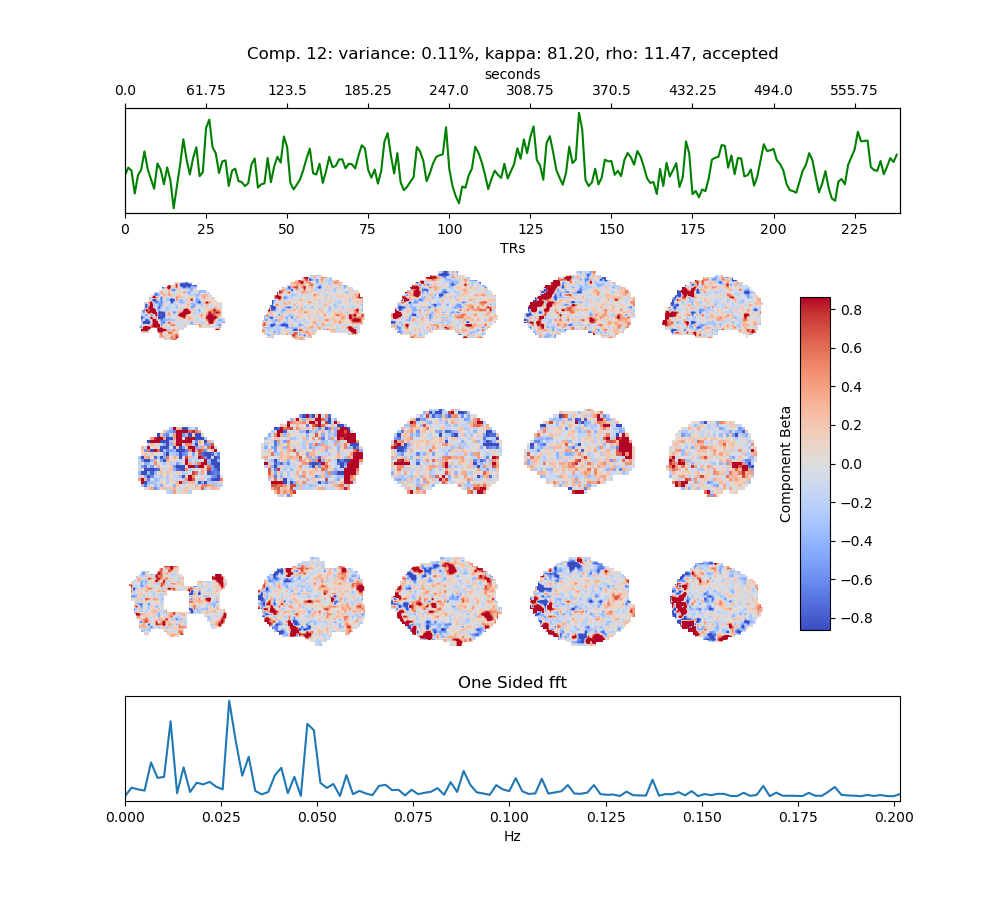 Comp. 12: variance: 0.11%, kappa: 81.20, rho: 11.47, accepted
seconds
0.0 61.75 123.5 185.25 247.0 308.75 370.5 432.25 494.0 555.75
0 25 50 75 100 125 150 175 200 225
TRs
0.8
0.6
0.4
0.2
0.0
−0.2
−0.4
−0.6
−0.8
Component Beta
One Sided fft
0.000 0.025 0.050 0.075 0.100 0.125 0.150 0.175 0.200
Hz